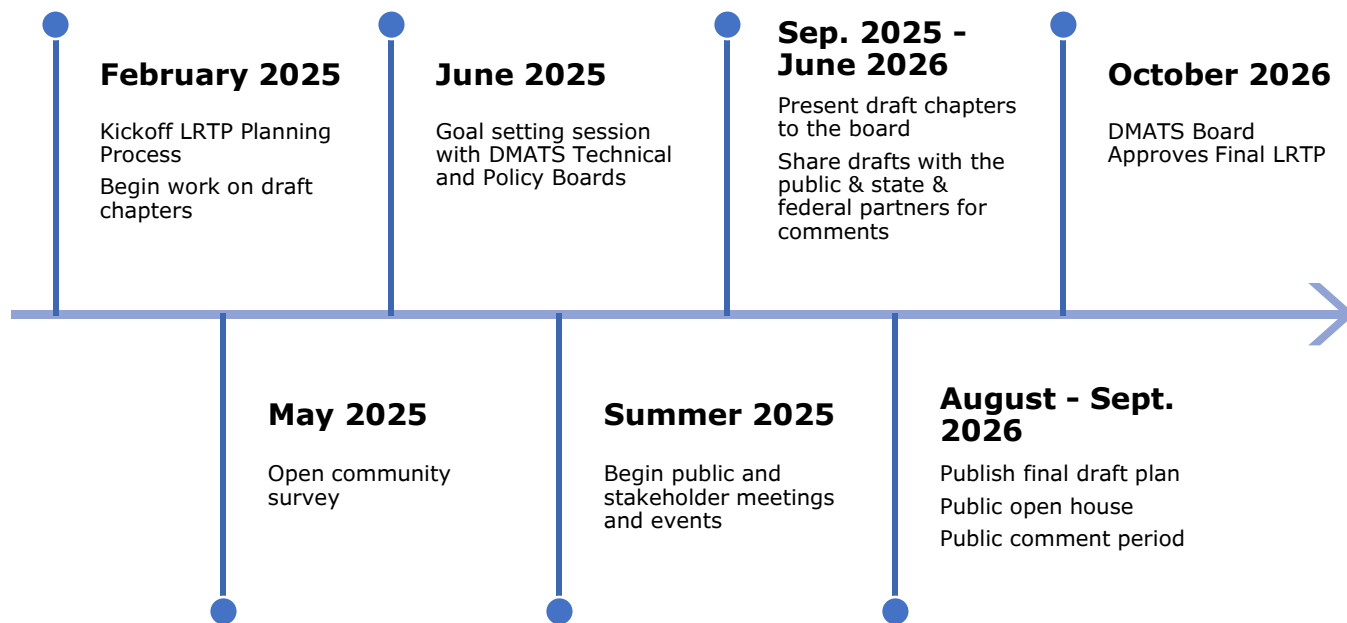 February 2025
Kickoff LRTP Planning
Process
Begin work on draft
chapters
May 2025
Open community
survey
June 2025
Goal setting session
with DMATS Technical
and Policy Boards
Summer 2025
Begin public and
stakeholder meetings
and events
Sep. 2025 -
June 2026
Present draft chapters
to the board
Share drafts with the
public & state &
federal partners for
comments
August - Sept.
2026
Publish final draft plan
Public open house
Public comment period
October 2026
DMATS Board
Approves Final LRTP